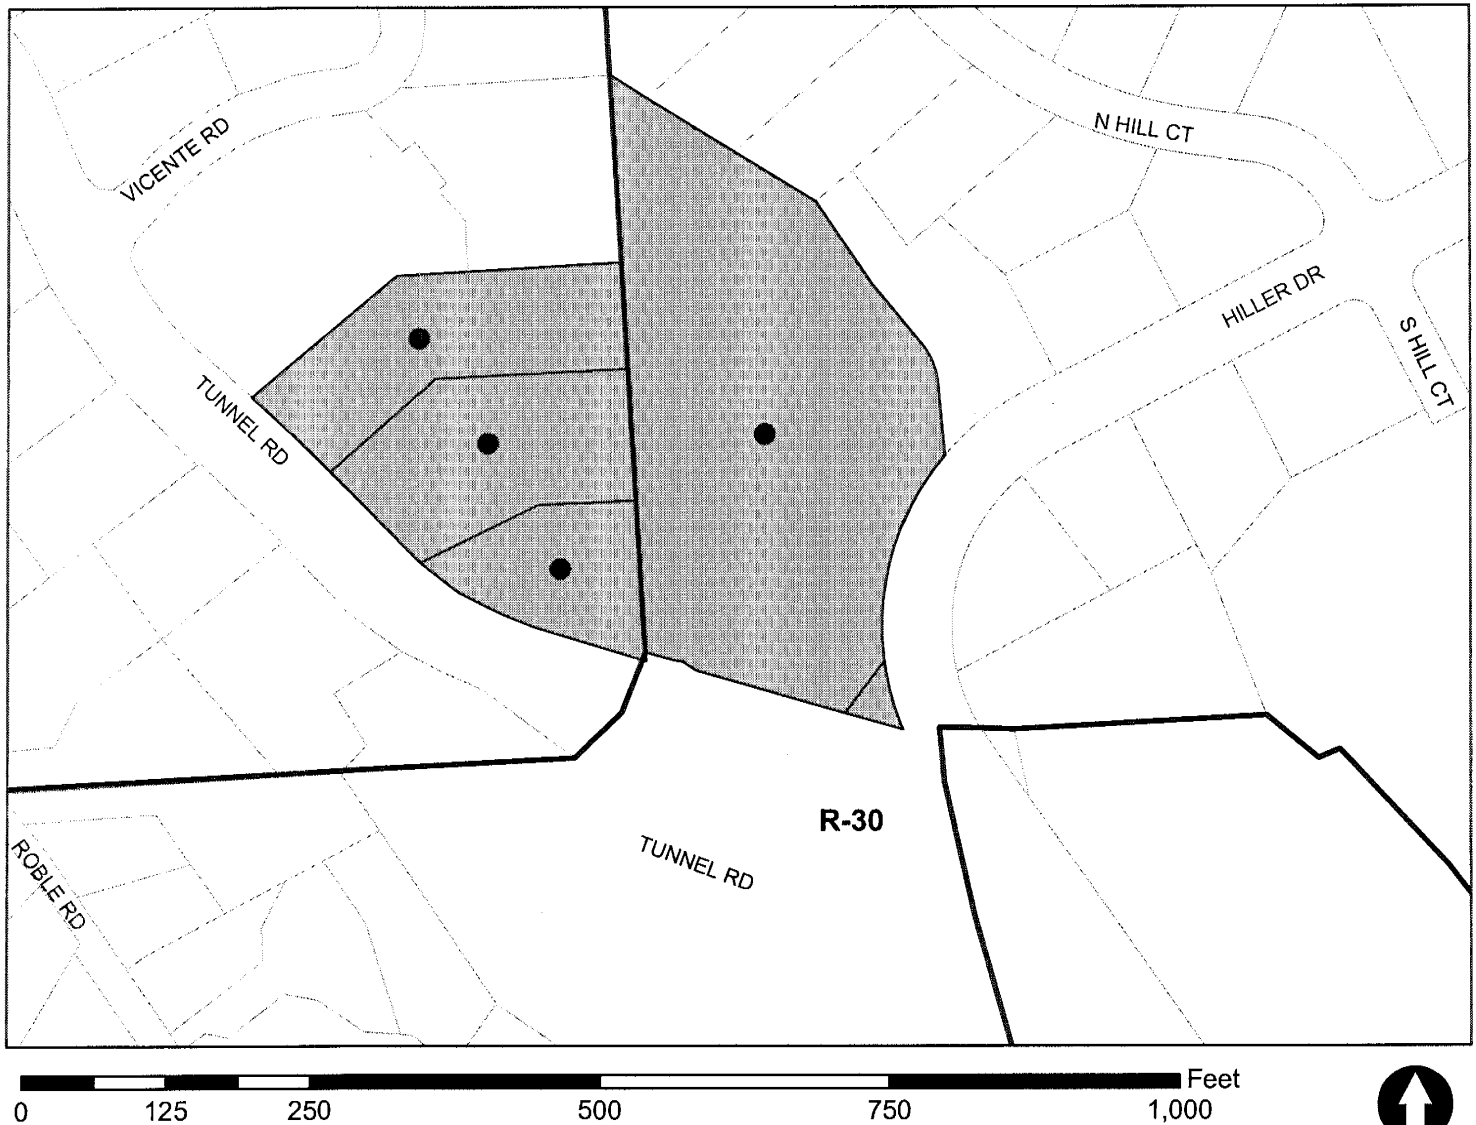 N HILL CT
VICENTE RD
HILLER DR
S HILL CT
TUNNEL RD
R-30
TUNNEL RD
ROBLE RD
Feet
0 125 250 500 750 1,000